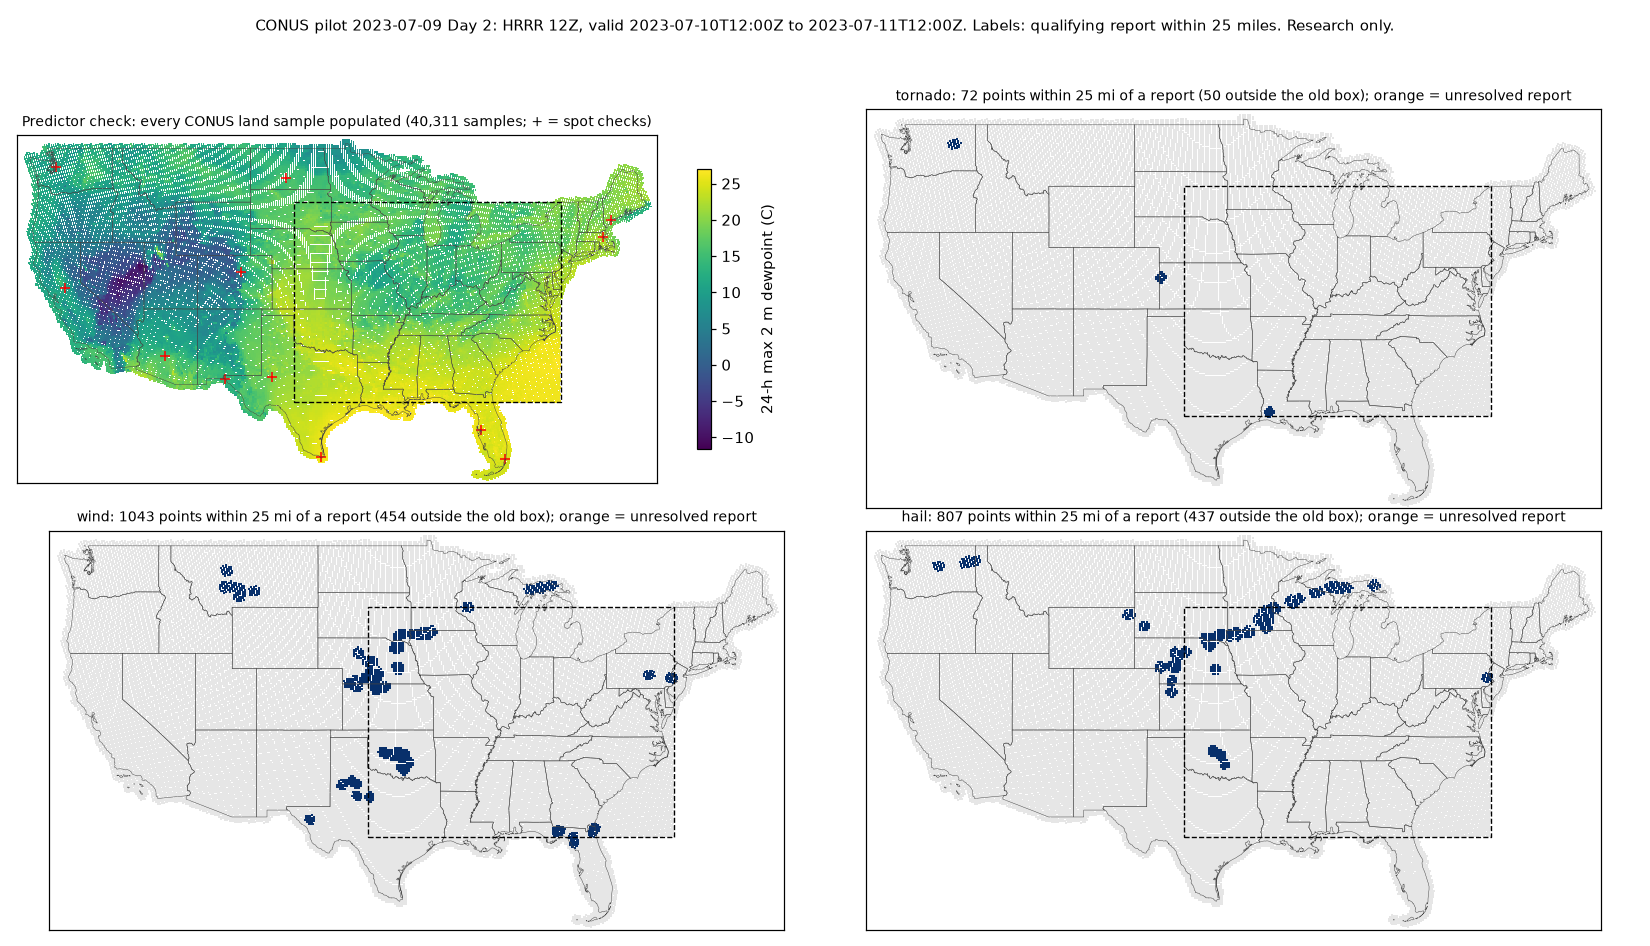 CONUS pilot 2023-07-09 Day 2: HRRR 12Z, valid 2023-07-10T12:00Z to 2023-07-11T12:00Z. Labels: qualifying report within 25 miles. Research only.
Predictor check: every CONUS land sample populated (40,311 samples; + = spot checks)
25
20
15
10
5
0
−5
−10
24-h max 2 m dewpoint (C)
tornado: 72 points within 25 mi of a report (50 outside the old box); orange = unresolved report
wind: 1043 points within 25 mi of a report (454 outside the old box); orange = unresolved report
hail: 807 points within 25 mi of a report (437 outside the old box); orange = unresolved report